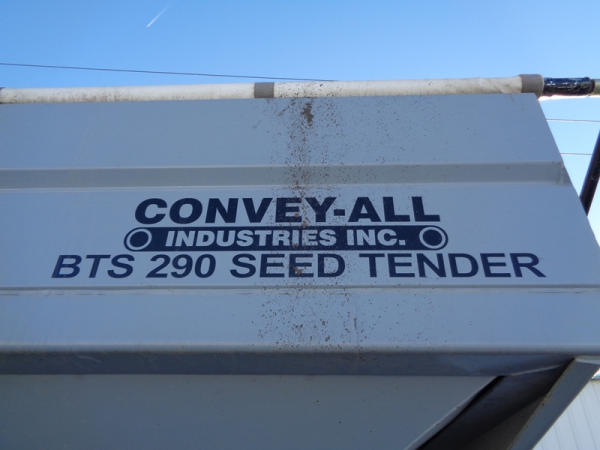 CONVEY-ALL
INDUSTRIES INC.
BTS 290 SEED TENDER